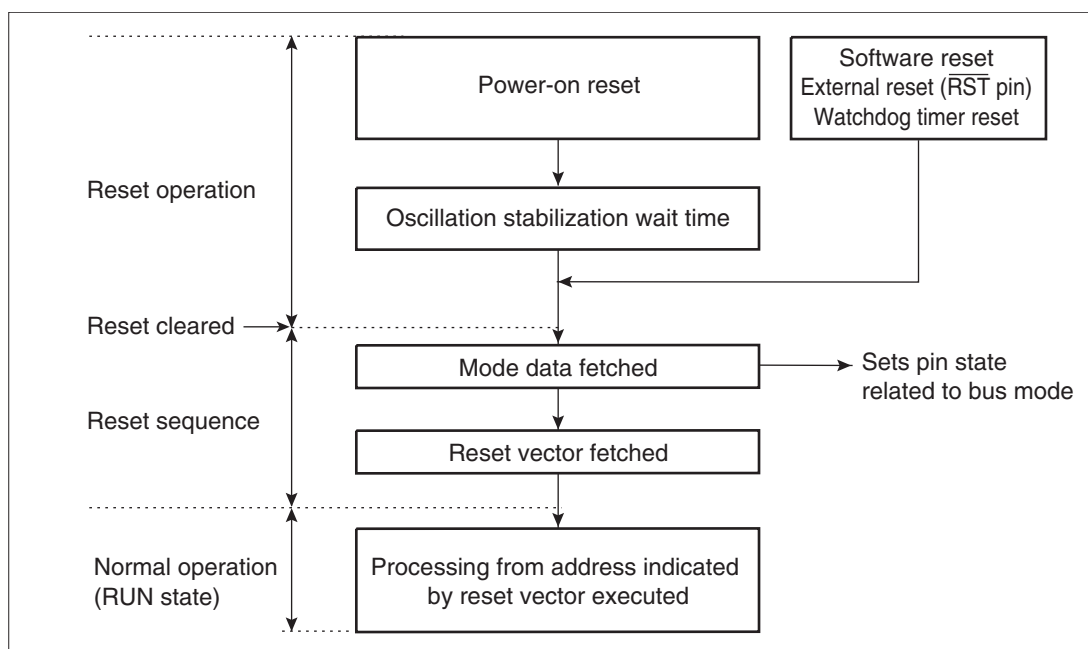 Power-on reset
Software reset
External reset (R̅S̅T̅ pin)
Watchdog timer reset
Reset operation
Oscillation stabilization wait time
Reset cleared
Mode data fetched
Sets pin state
related to bus mode
Reset sequence
Reset vector fetched
Normal operation
(RUN state)
Processing from address indicated
by reset vector executed